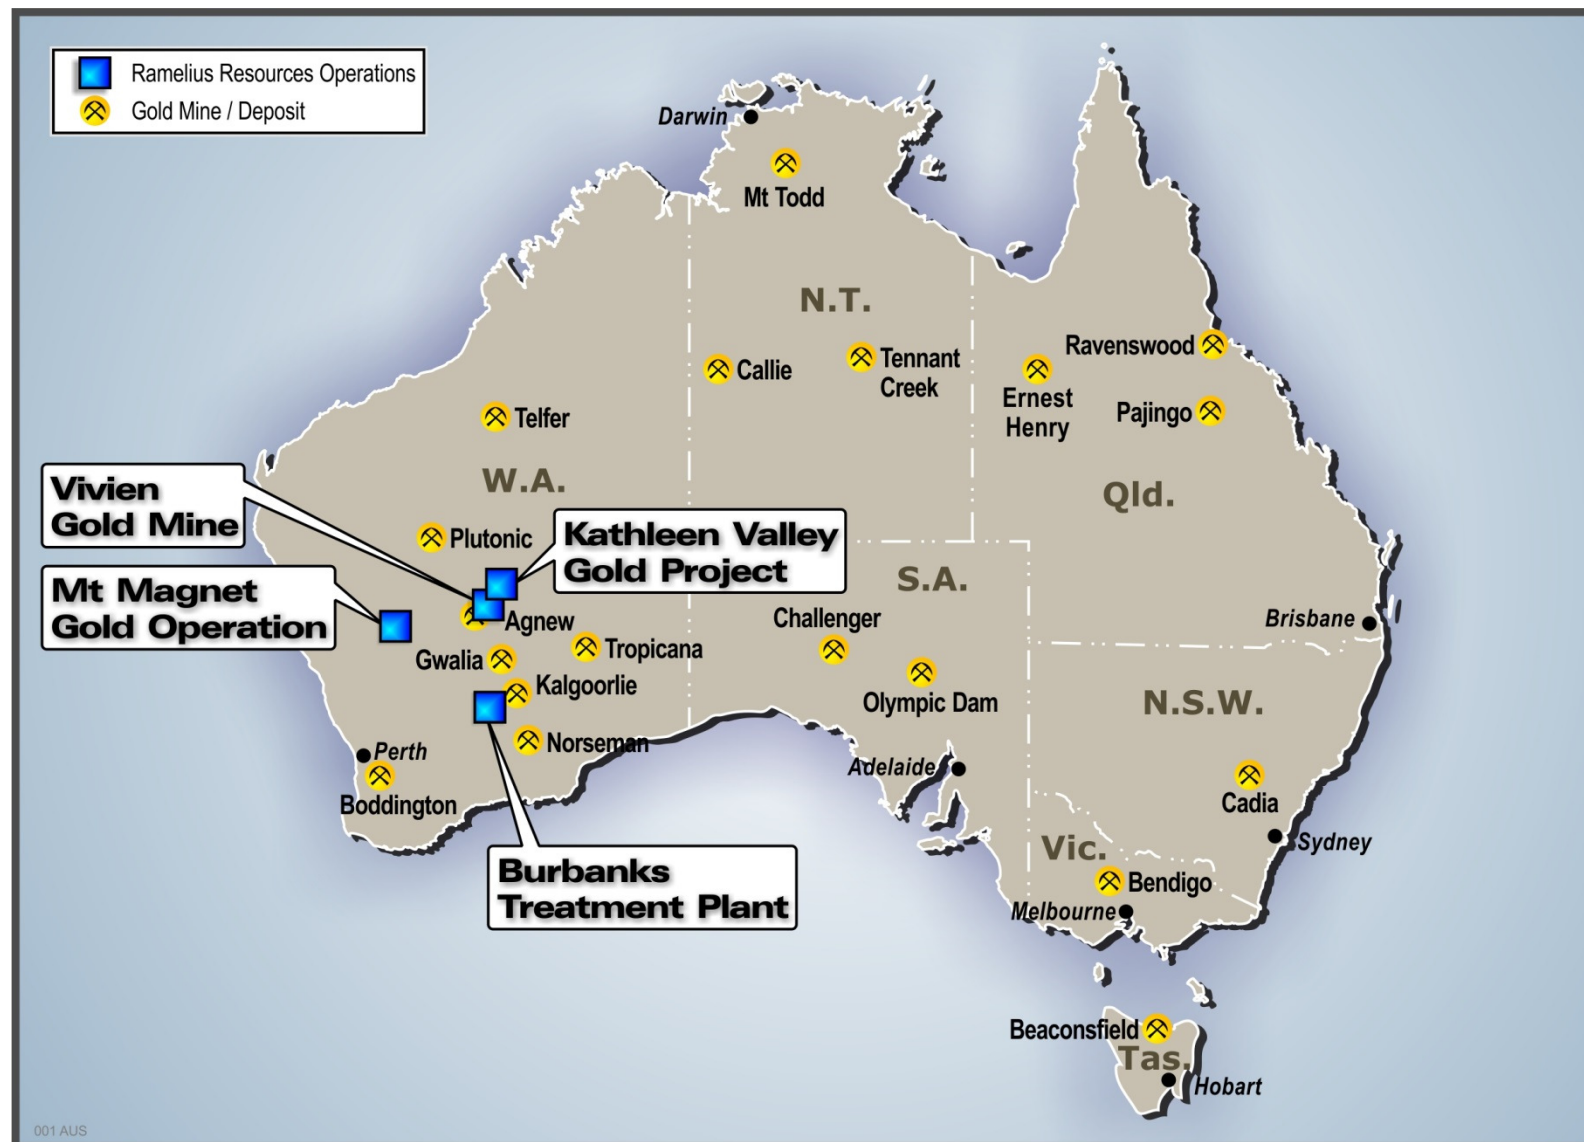 Ramelius Resources Operations
Gold Mine / Deposit
Darwin
Mt Todd
N.T.
Ravenswood
Callie
Tennant
Creek
Ernest
Henry
Pajingo
Telfer
W.A.
Qld.
Vivien
Gold Mine
Plutonic
Kathleen Valley
Gold Project
S.A.
Mt Magnet
Gold Operation
Agnew
Challenger
Brisbane
Gwalia
Tropicana
Kalgoorlie
Olympic Dam
N.S.W.
Norseman
Perth
Boddington
Adelaide
Cadia
Sydney
Vic.
Burbanks
Treatment Plant
Bendigo
Melbourne
Beaconsfield
Tas.
Hobart
001 AUS